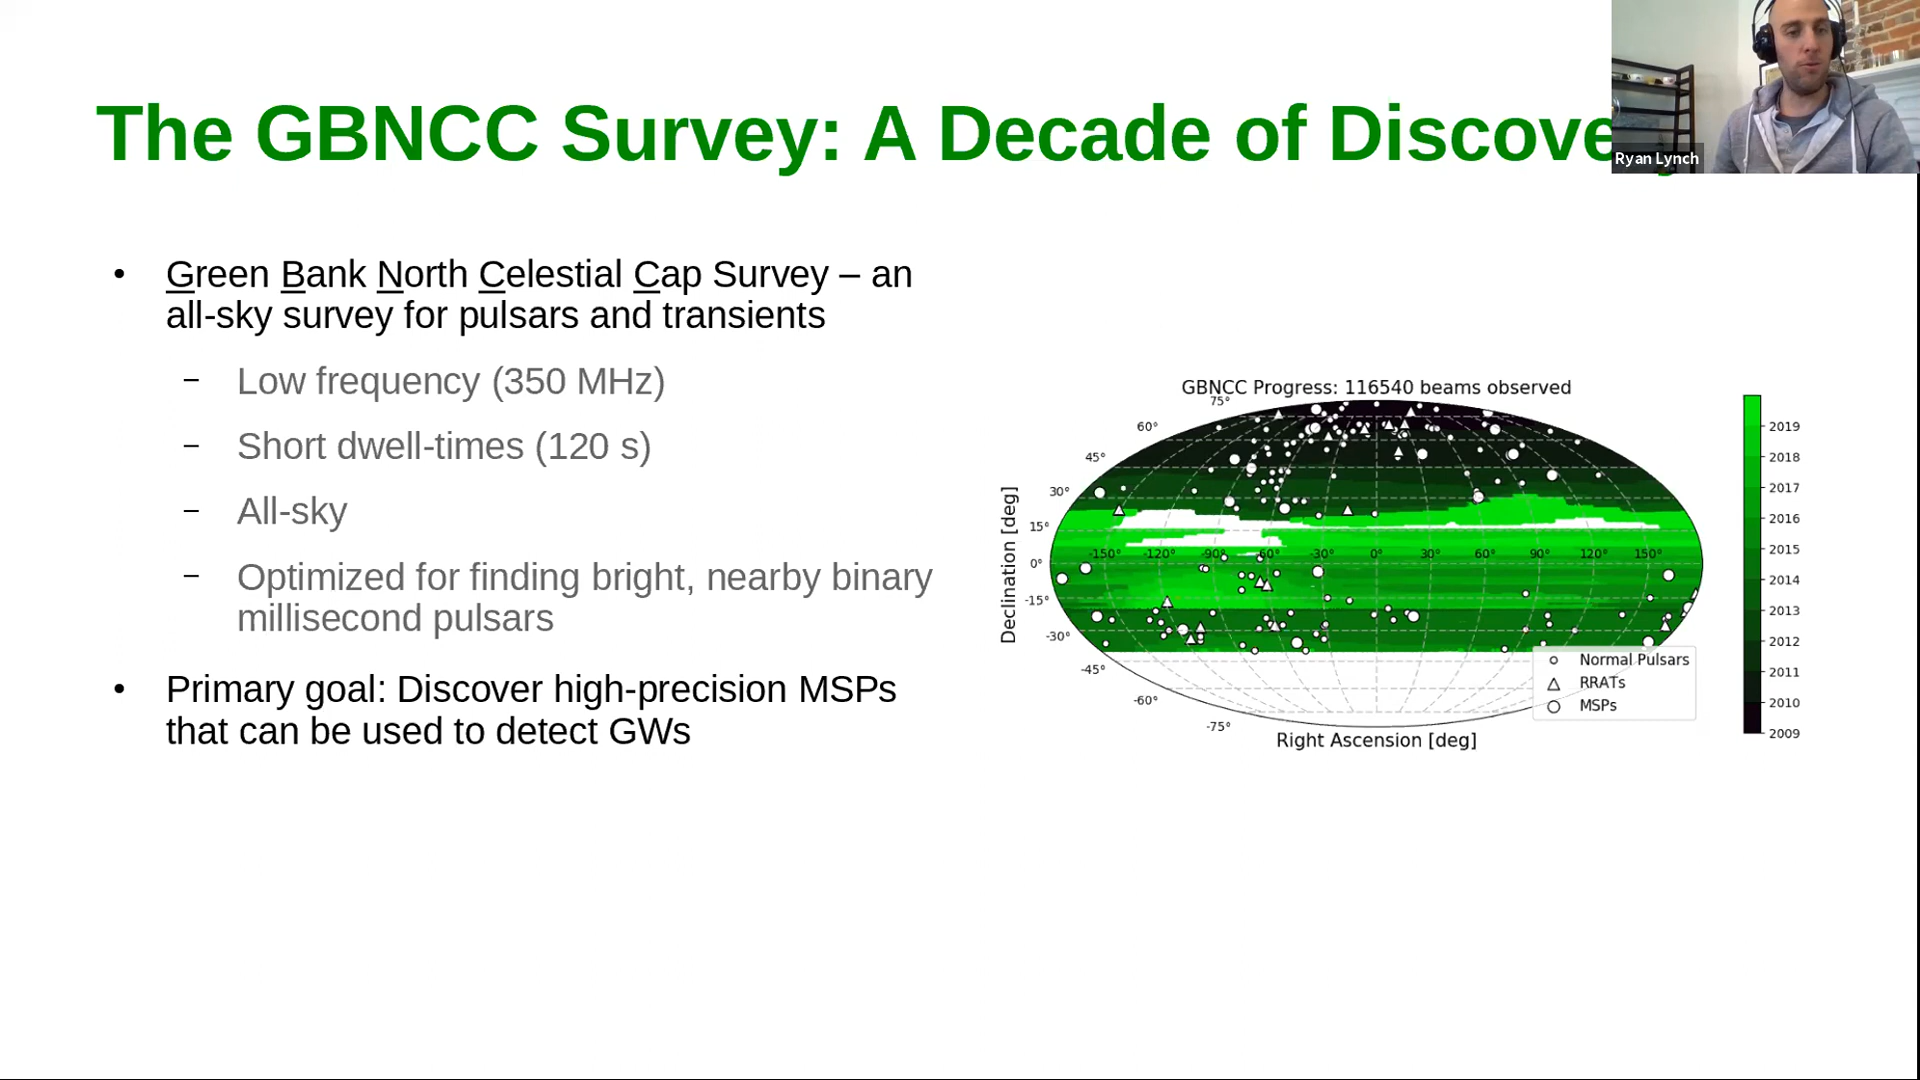 The GBNCC Survey: A Decade of Discove
Ryan Lynch
• Green Bank North Celestial Cap Survey – an
all-sky survey for pulsars and transients
– Low frequency (350 MHz)
– Short dwell-times (120 s)
– All-sky
– Optimized for finding bright, nearby binary
millisecond pulsars
• Primary goal: Discover high-precision MSPs
that can be used to detect GWs
GBNCC Progress: 116540 beams observed
75°
60°
45°
30°
15°
0°
-15°
-30°
-45°
-60°
-75°
-150° -120° -90° -60° -30° 0° 30° 60° 90° 120° 150°
Declination [deg]
Right Ascension [deg]
Normal Pulsars
RRATs
MSPs
2019
2018
2017
2016
2015
2014
2013
2012
2011
2010
2009